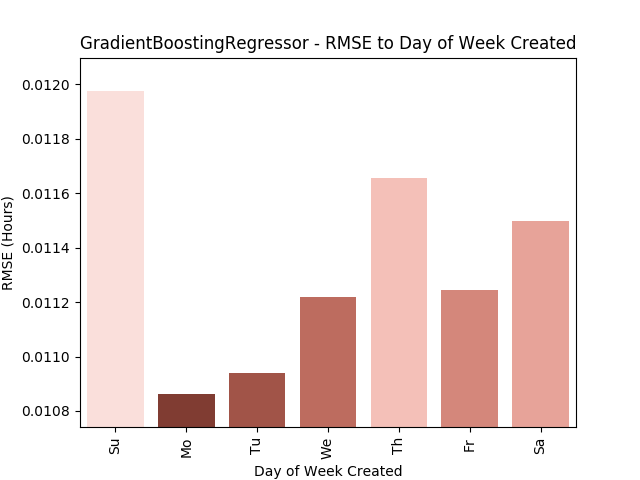 GradientBoostingRegressor - RMSE to Day of Week Created
0.0120
0.0118
0.0116
0.0114
0.0112
0.0110
0.0108
RMSE (Hours)
Su
Mo
Tu
We
Th
Fr
Sa
Day of Week Created